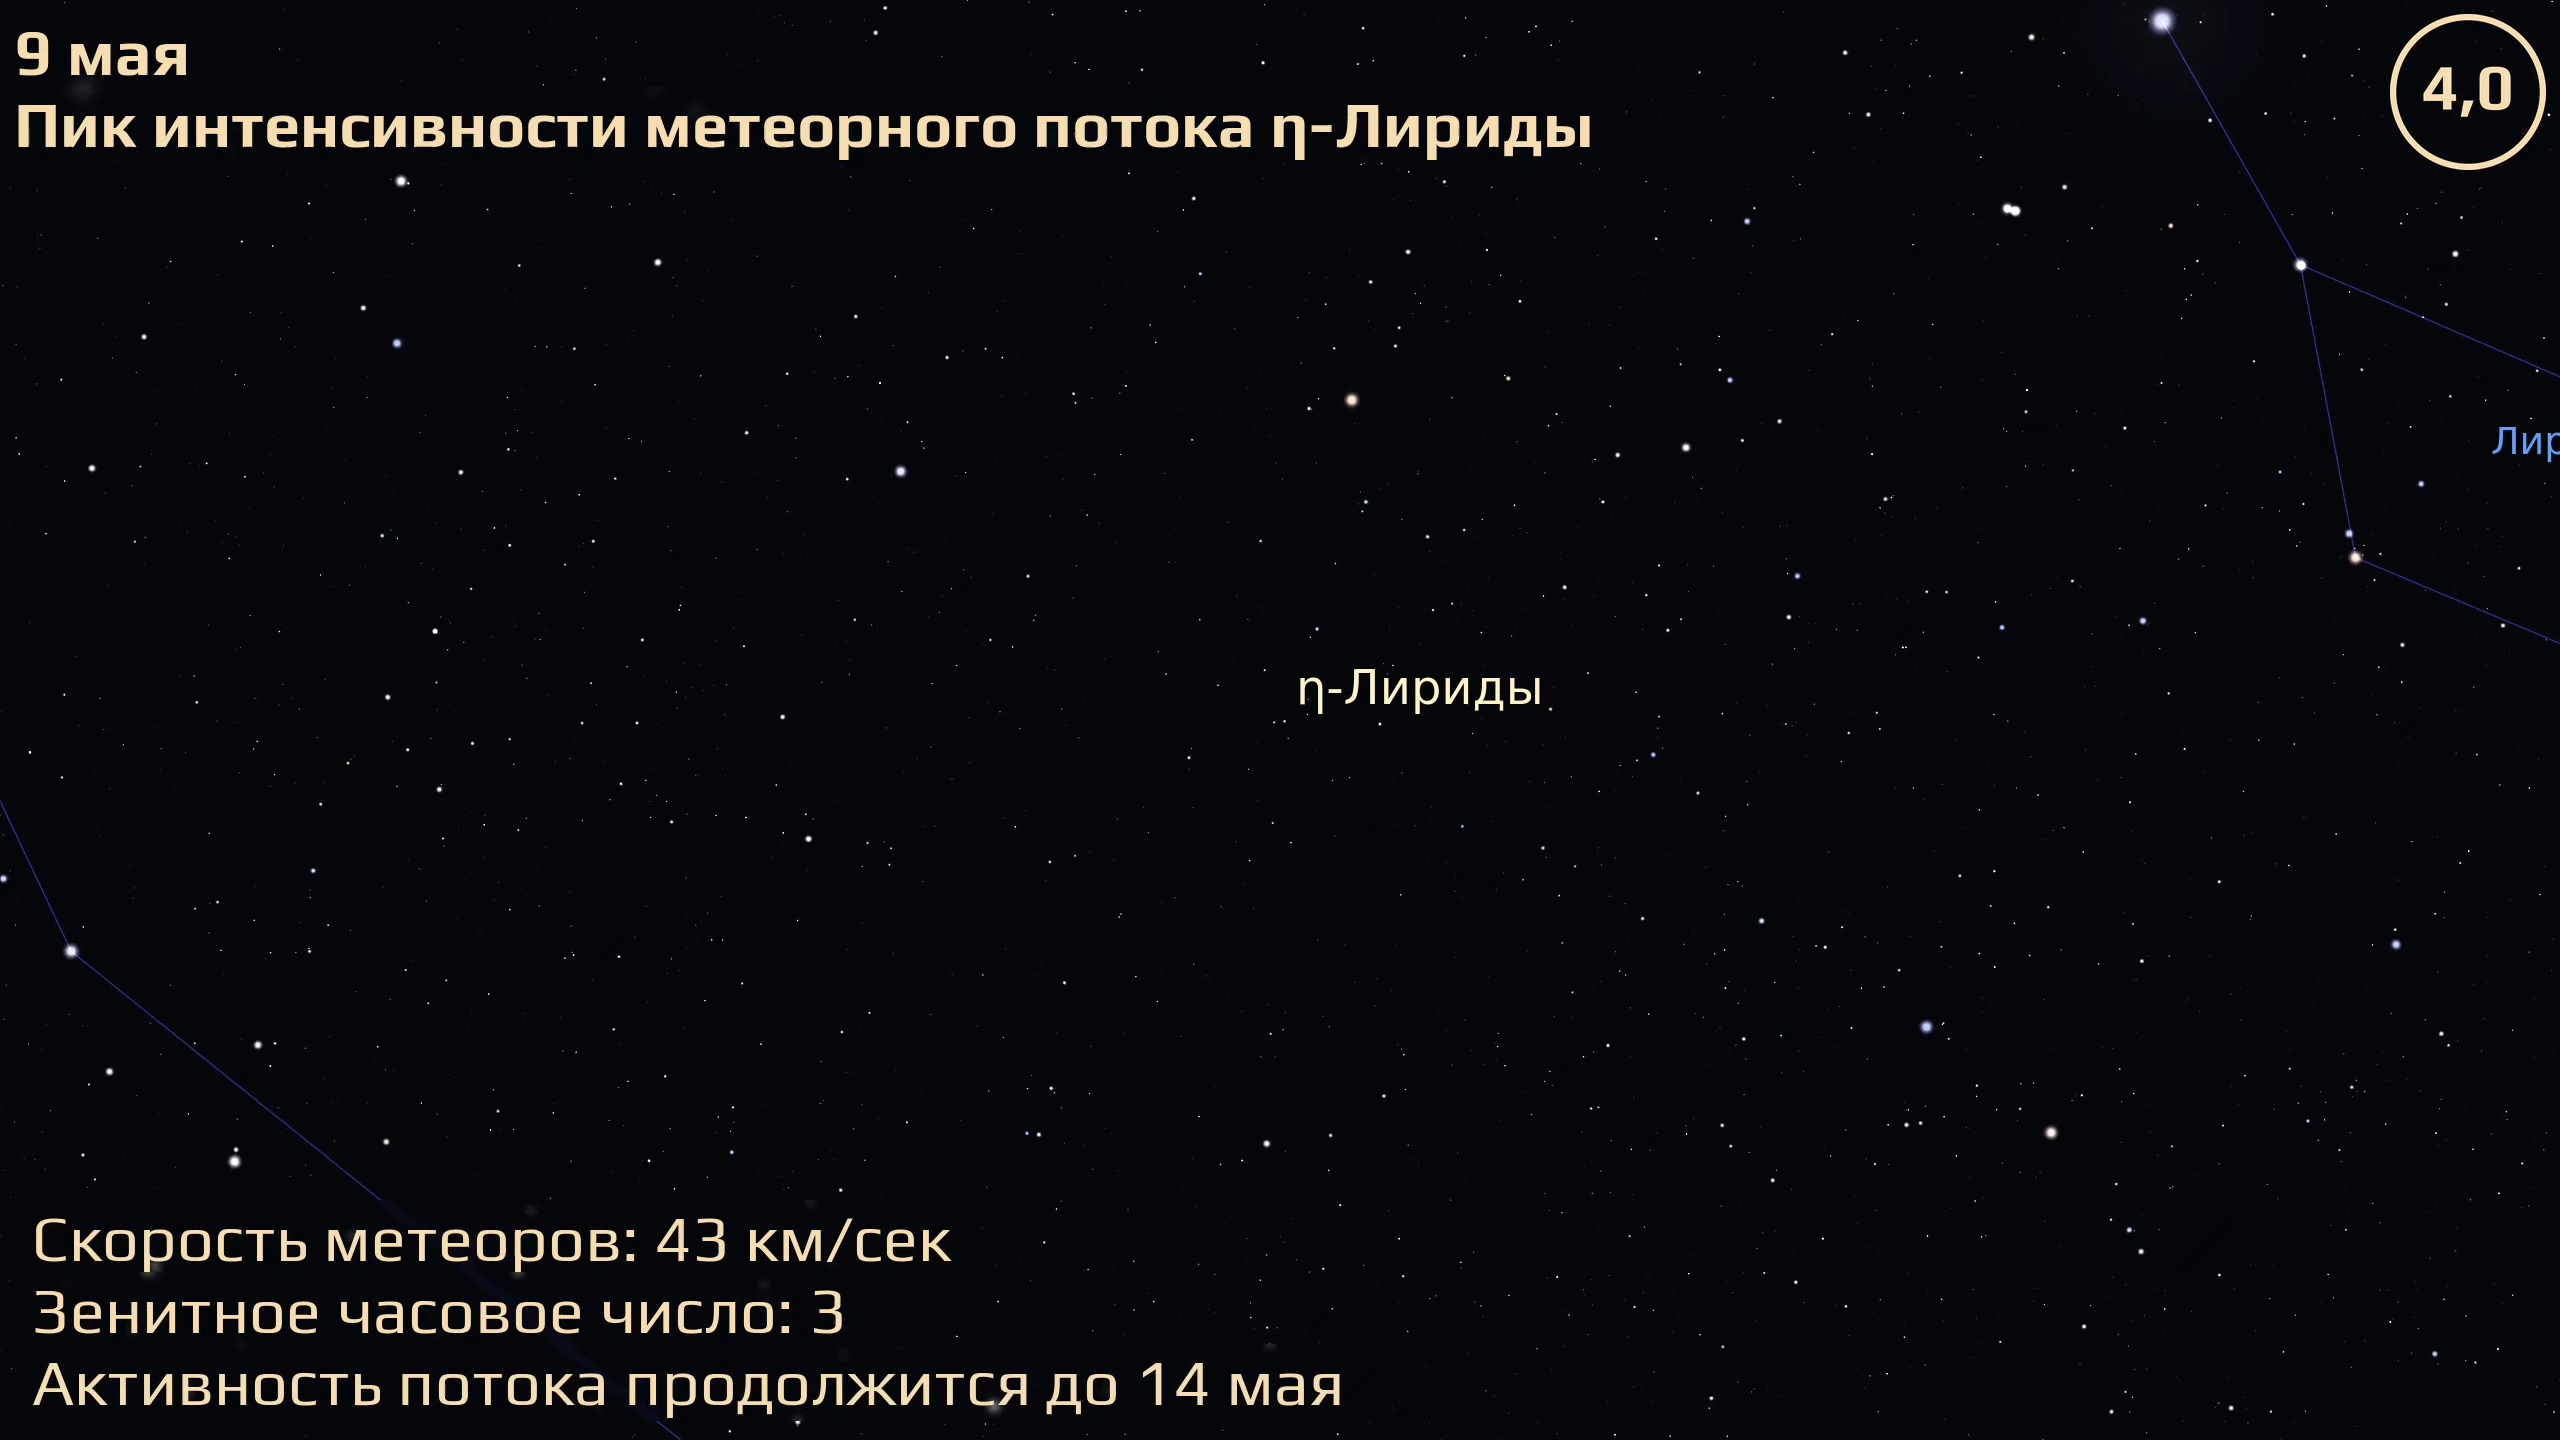 9 мая
Пик интенсивности метеорного потока η-Лириды
4,0
Лир
η-Лириды
Скорость метеоров: 43 км/сек
Зенитное часовое число: 3
Активность потока продолжится до 14 мая